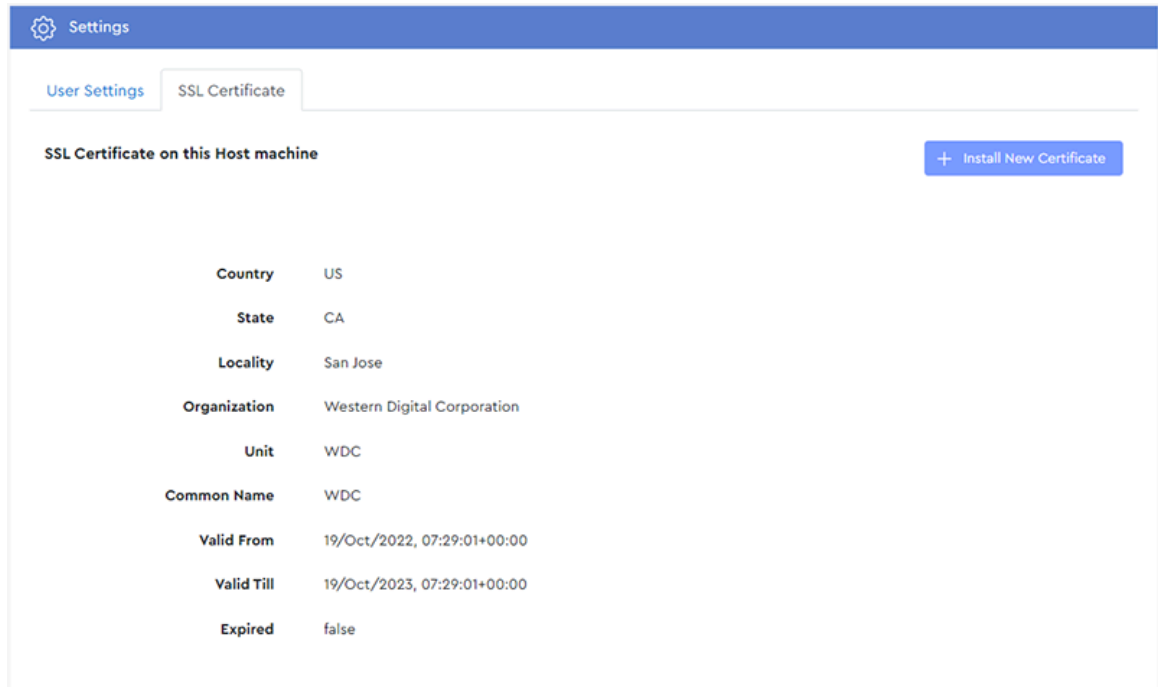 Settings
User Settings SSL Certificate
SSL Certificate on this Host machine
+ Install New Certificate
Country US
State CA
Locality San Jose
Organization Western Digital Corporation
Unit WDC
Common Name WDC
Valid From 19/Oct/2022, 07:29:01+00:00
Valid Till 19/Oct/2023, 07:29:01+00:00
Expired false